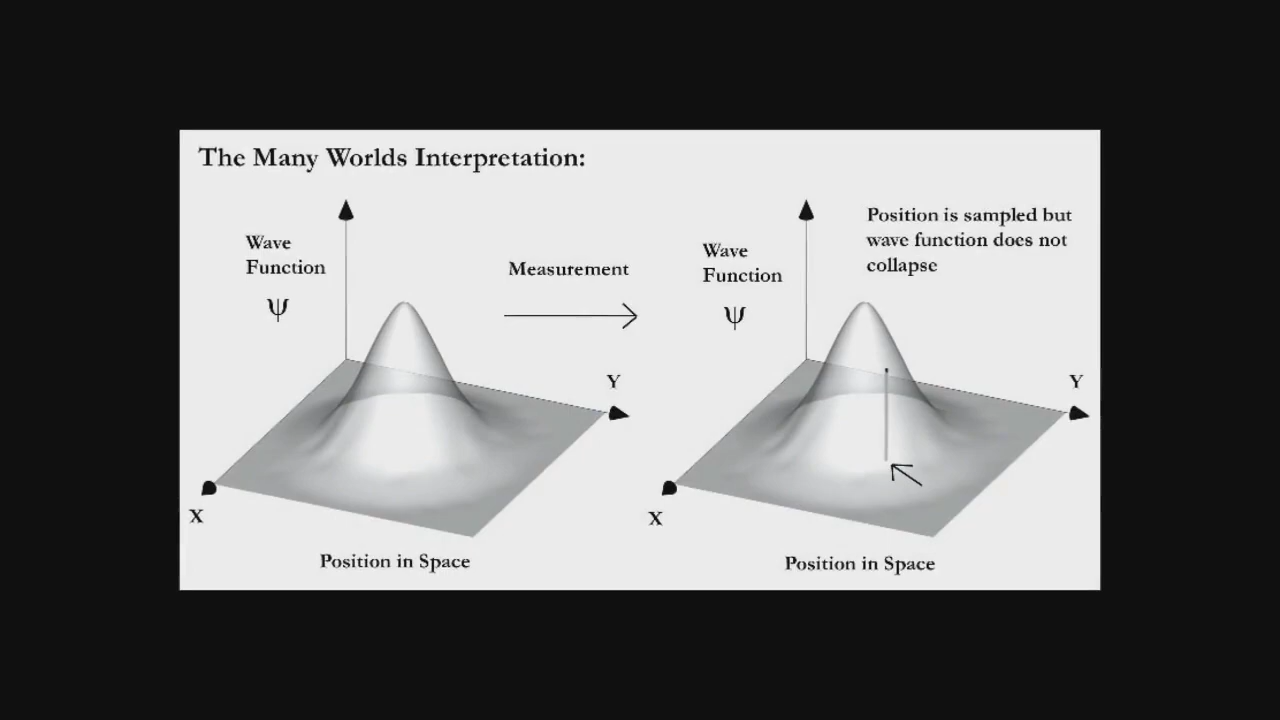 The Many Worlds Interpretation:
Wave
Function
Ψ
Measurement
Wave
Function
Ψ
Position is sampled but
wave function does not
collapse
Y
X
Position in Space
Y
X
Position in Space